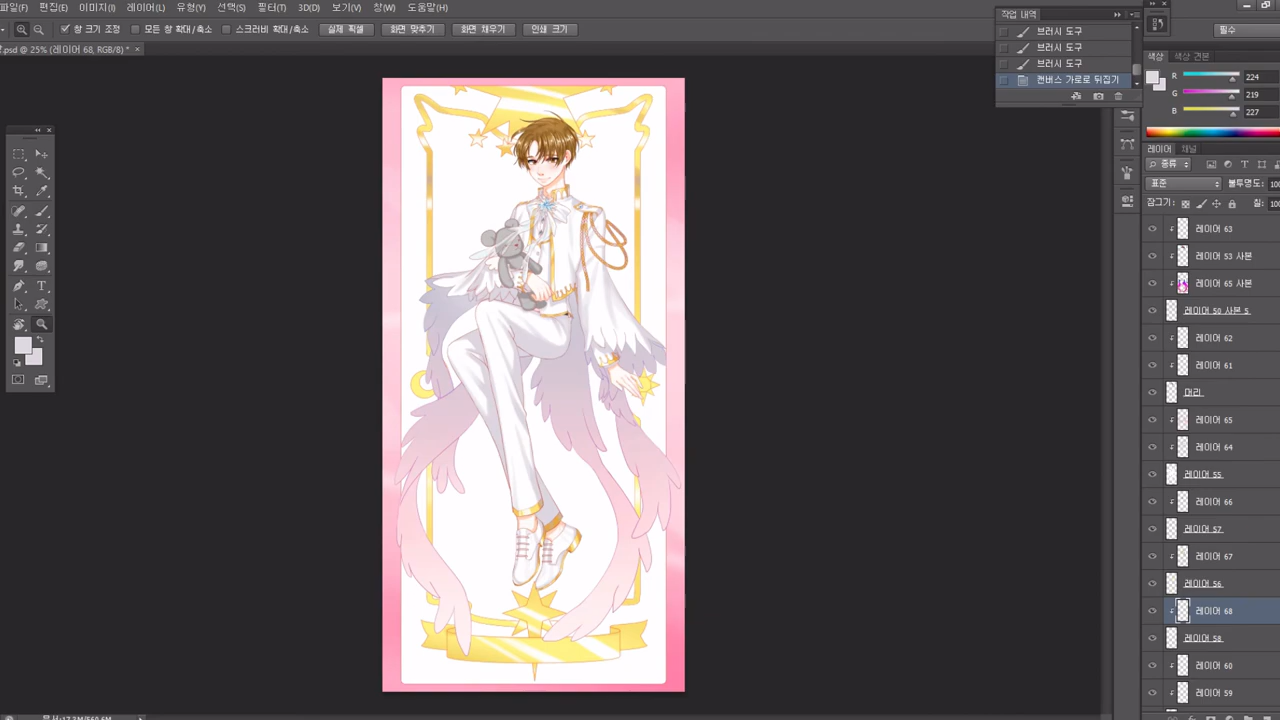 파일(F) 편집(E) 이미지(I) 레이어(L) 유형(Y) 선택(S) 필터(T) 3D(D) 보기(V) 창(W) 도움말(H)
창 크기 조정 모든 창 확대/축소 스크러비 확대/축소 실제 픽셀 화면 맞추기 화면 채우기 인쇄 크기
필수
.psd @ 25% (레이어 68, RGB/8) *
작업 내역
브러시 도구
브러시 도구
브러시 도구
캔버스 가로로 뒤집기
색상 색상 견본
R 224
G 219
B 227
레이어 채널
종류
표준 불투명도: 100
잠그기: 칠: 100
레이어 63
레이어 53 사본
레이어 65 사본
레이어 50 사본 5
레이어 62
레이어 61
머리
레이어 65
레이어 64
레이어 55
레이어 66
레이어 57
레이어 67
레이어 56
레이어 68
레이어 58
레이어 60
레이어 59